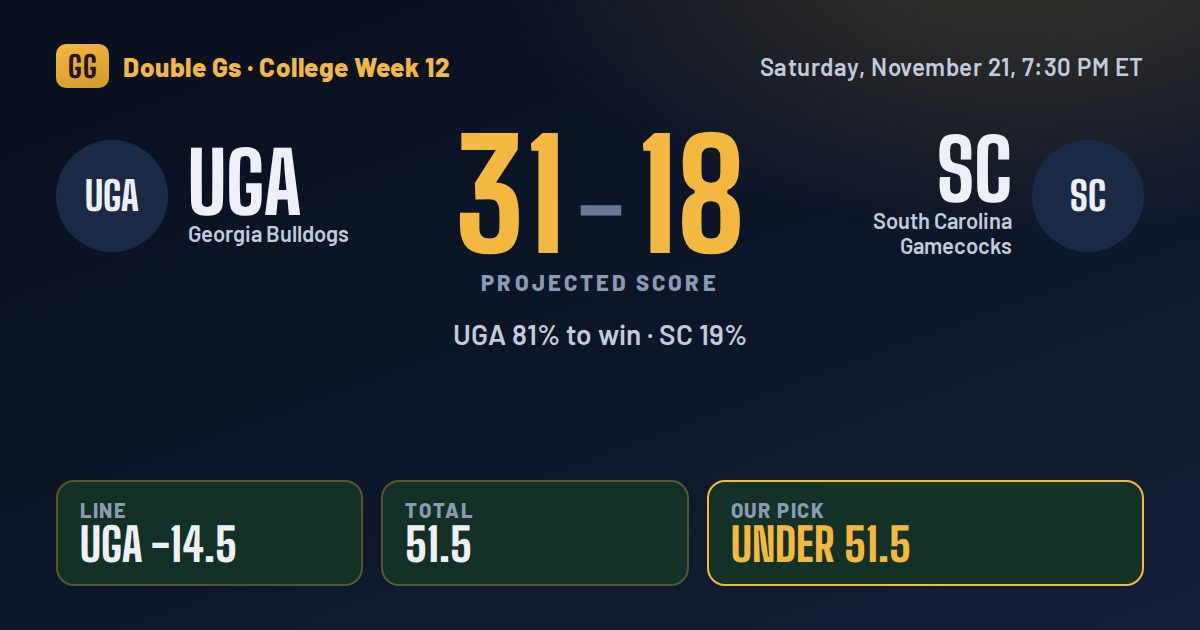 GG
Double Gs · College Week 12
Saturday, November 21, 7:30 PM ET
UGA
UGA
Georgia Bulldogs
31 – 18
PROJECTED SCORE
UGA 81% to win · SC 19%
SC
South Carolina
Gamecocks
SC
LINE
UGA −14.5
TOTAL
51.5
OUR PICK
UNDER 51.5